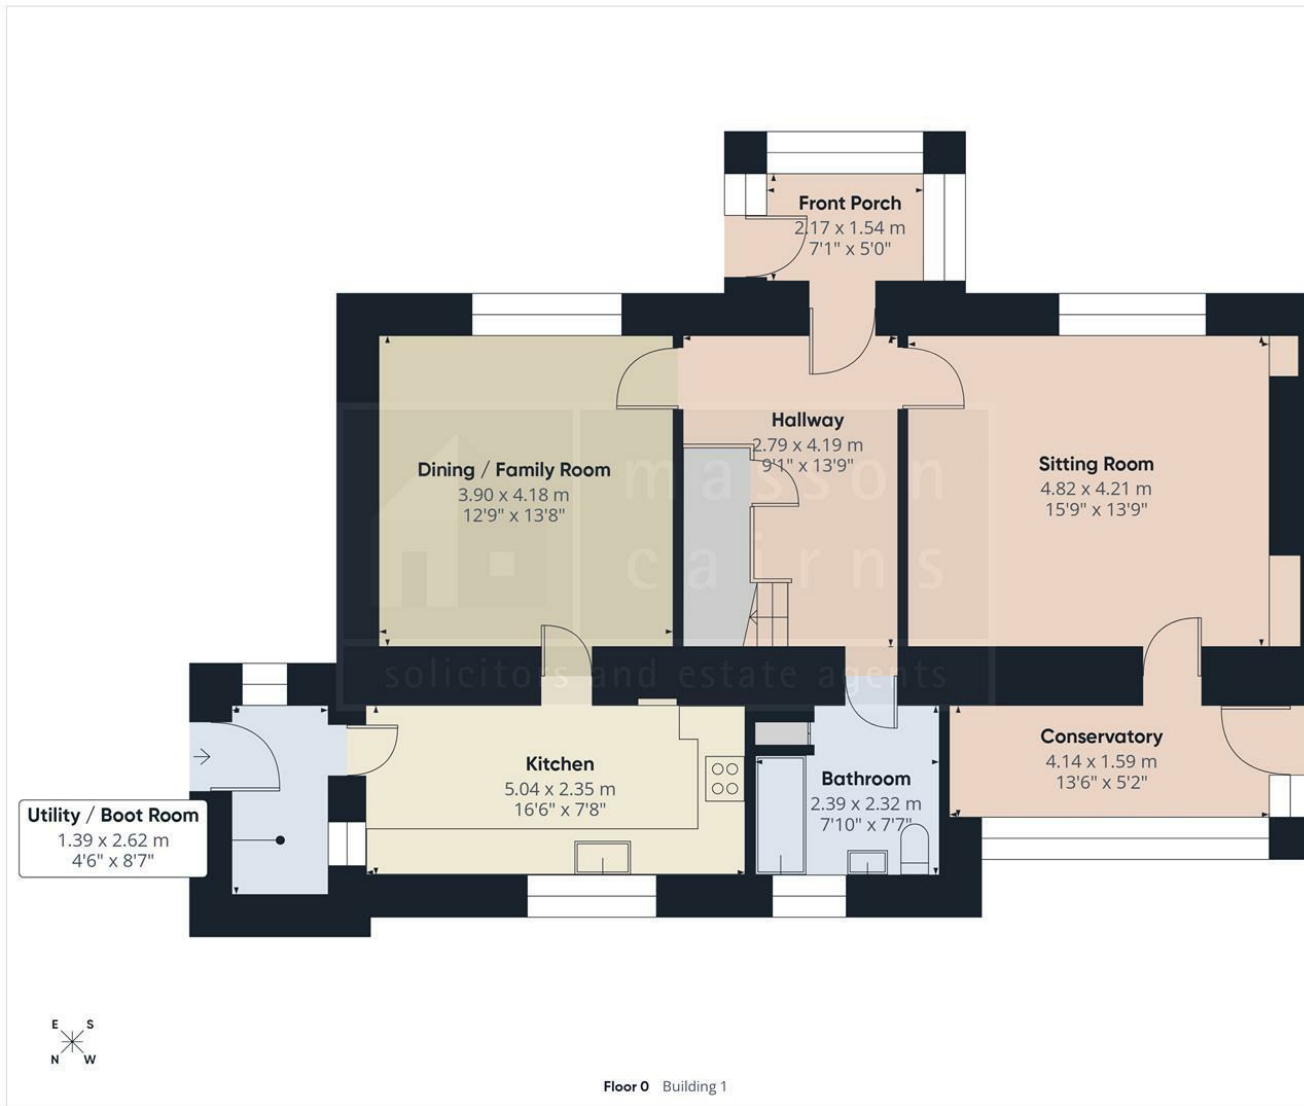 Front Porch
2.17 x 1.54 m
7'1" x 5'0"
Hallway
2.79 x 4.19 m
9'1" x 13'9"
Dining / Family Room
3.90 x 4.18 m
12'9" x 13'8"
Sitting Room
4.82 x 4.21 m
15'9" x 13'9"
masson
cairns
solicitors and estate agents
Kitchen
5.04 x 2.35 m
16'6" x 7'8"
Bathroom
2.39 x 2.32 m
7'10" x 7'7"
Conservatory
4.14 x 1.59 m
13'6" x 5'2"
Utility / Boot Room
1.39 x 2.62 m
4'6" x 8'7"
E S
N W
Floor 0 Building 1